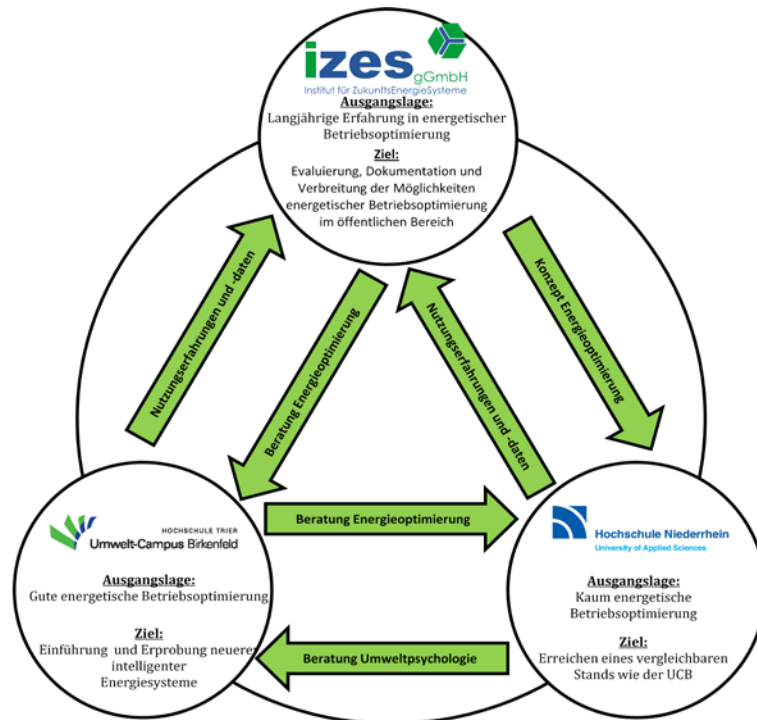 izes
gGmbH
Institut für ZukunftsEnergieSysteme
Ausgangslage:
Langjährige Erfahrung in energetischer
Betriebsoptimierung
Ziel:
Evaluierung, Dokumentation und
Verbreitung der Möglichkeiten
energetischer Betriebsoptimierung
im öffentlichen Bereich
Nutzungserfahrungen und -daten
Beratung Energieoptimierung
Nutzungserfahrungen und -daten
Konzept Energieoptimierung
HOCHSCHULE TRIER
Umwelt-Campus Birkenfeld
Ausgangslage:
Gute energetische Betriebsoptimierung
Ziel:
Einführung und Erprobung neuerer
intelligenter
Energiesysteme
Beratung Energieoptimierung
Beratung Umweltpsychologie
Hochschule Niederrhein
University of Applied Sciences
Ausgangslage:
Kaum energetische
Betriebsoptimierung
Ziel:
Erreichen eines vergleichbaren
Stands wie der UCB